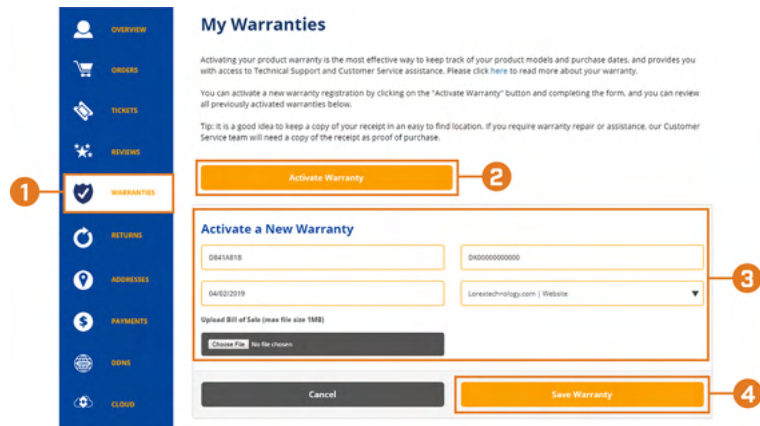 OVERVIEW
ORDERS
TICKETS
REVIEWS
1
WARRANTIES
RETURNS
ADDRESSES
PAYMENTS
DDNS
CLOUD
My Warranties
Activating your product warranty is the most effective way to keep track of your product models and purchase dates, and provides you
with access to Technical Support and Customer Service assistance. Please click here to read more about your warranty.
You can activate a new warranty registration by clicking on the "Activate Warranty" button and completing the form, and you can review
all previously activated warranties below.
Tip: It is a good idea to keep a copy of your receipt in an easy to find location. If you require warranty repair or assistance, our Customer
Service team will need a copy of the receipt as proof of purchase.
Activate Warranty
2
Activate a New Warranty
D841A81B DK00000000000
3
04/02/2019 Lorextechnology.com | Website
Upload Bill of Sale (max file size 1MB)
Choose File No file chosen
Cancel Save Warranty
4